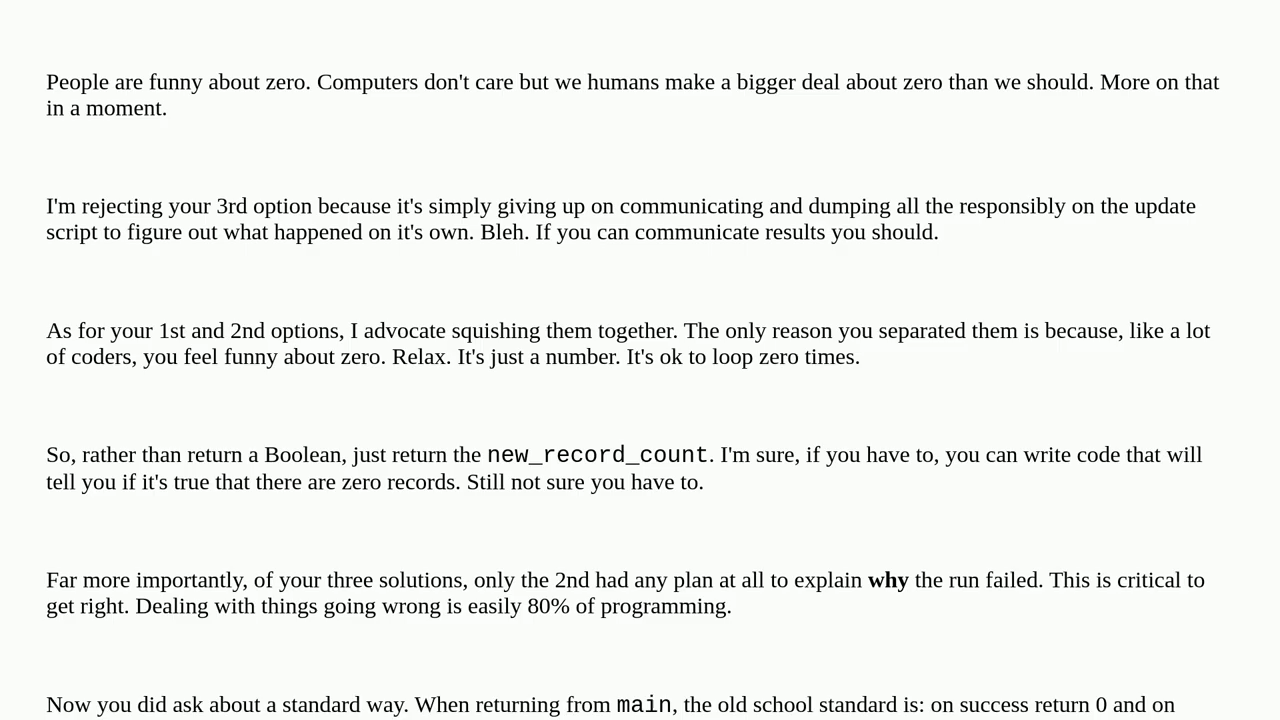 People are funny about zero. Computers don't care but we humans make a bigger deal about zero than we should. More on that
in a moment.
I'm rejecting your 3rd option because it's simply giving up on communicating and dumping all the responsibly on the update
script to figure out what happened on it's own. Bleh. If you can communicate results you should.
As for your 1st and 2nd options, I advocate squishing them together. The only reason you separated them is because, like a lot
of coders, you feel funny about zero. Relax. It's just a number. It's ok to loop zero times.
So, rather than return a Boolean, just return the new_record_count. I'm sure, if you have to, you can write code that will
tell you if it's true that there are zero records. Still not sure you have to.
Far more importantly, of your three solutions, only the 2nd had any plan at all to explain why the run failed. This is critical to
get right. Dealing with things going wrong is easily 80% of programming.
Now you did ask about a standard way. When returning from main, the old school standard is: on success return 0 and on